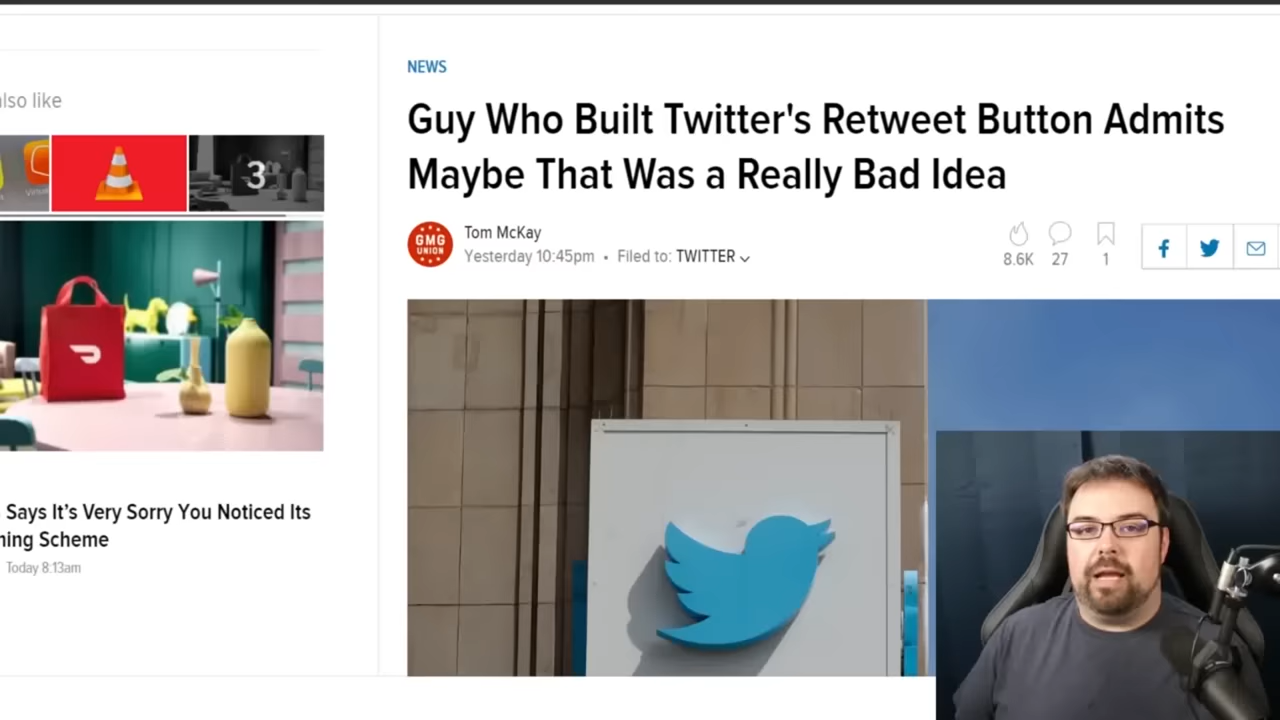 also like
3
Says It's Very Sorry You Noticed Its
Scheme
Today 8:13am
NEWS
Guy Who Built Twitter's Retweet Button Admits
Maybe That Was a Really Bad Idea
GMG
UNION
Tom McKay
Yesterday 10:45pm • Filed to: TWITTER
8.6K 27 1